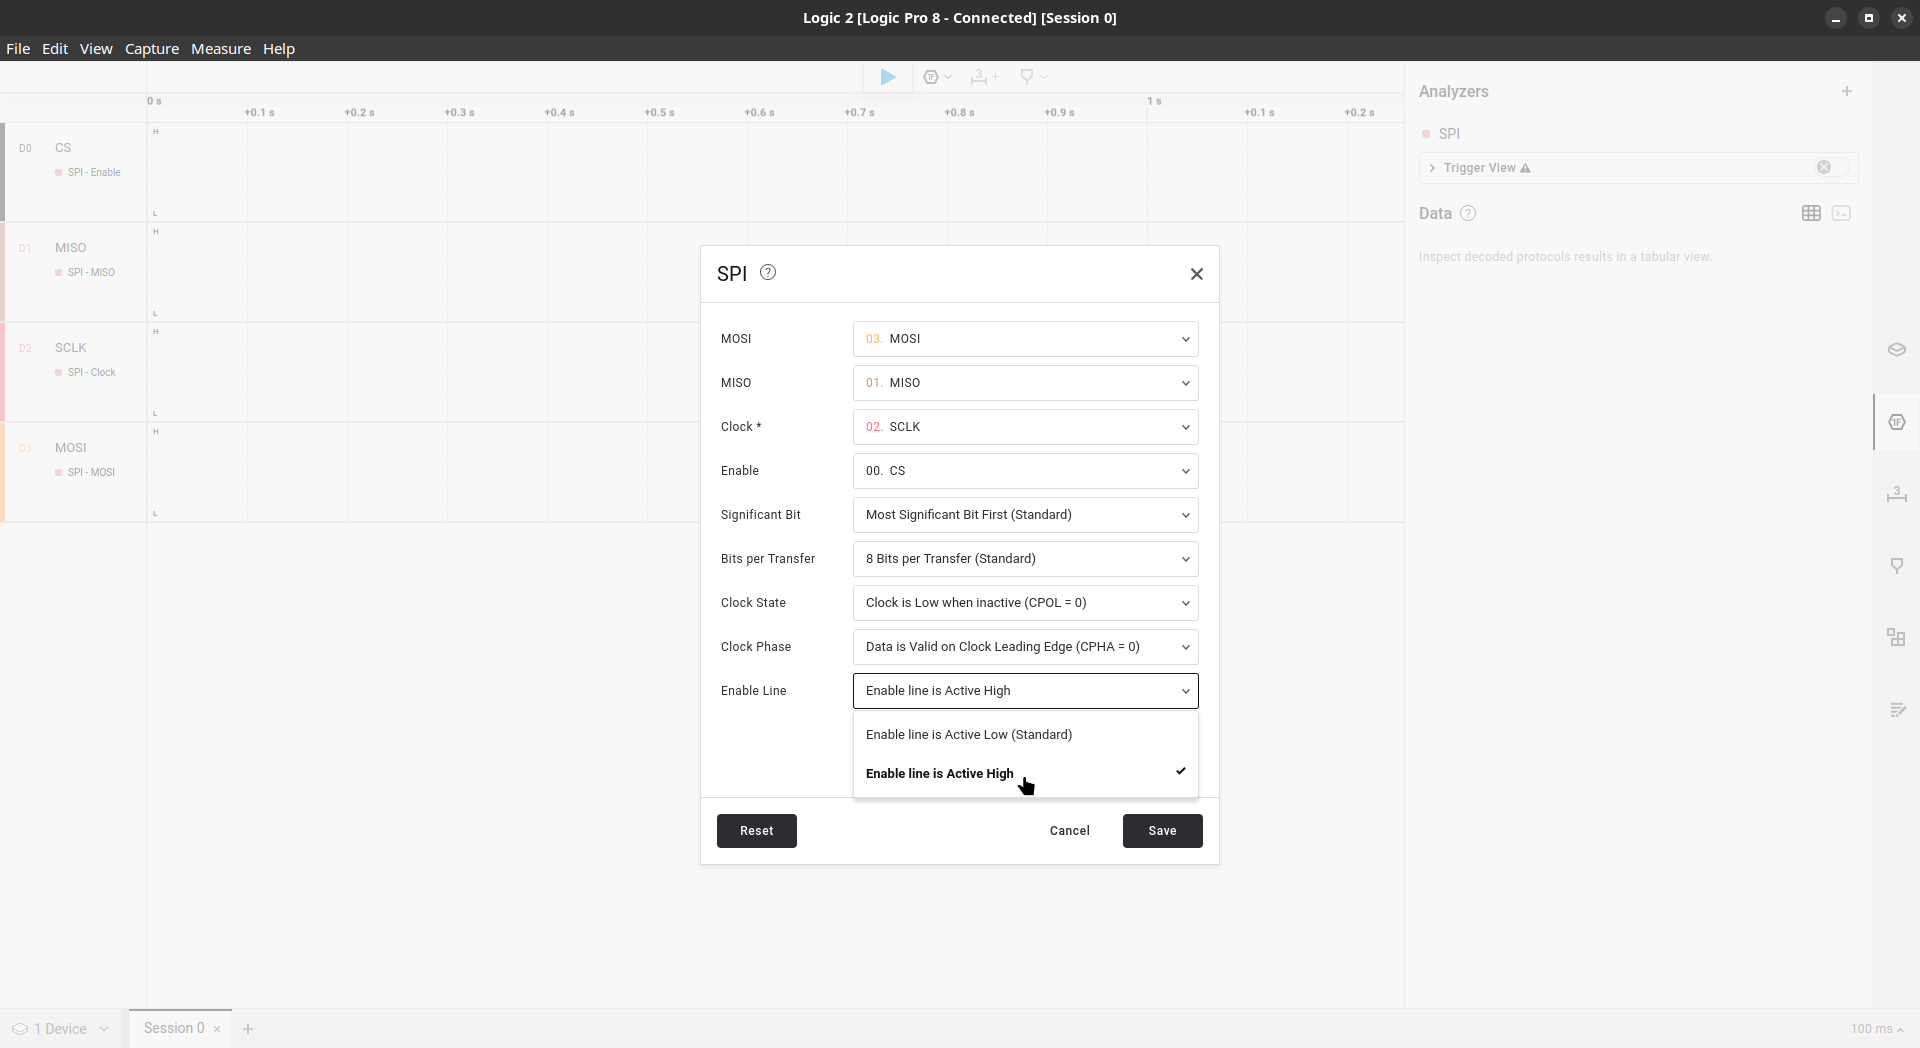 Logic 2 [Logic Pro 8 - Connected] [Session 0]
File Edit View Capture Measure Help
1F 3 +
0 s +0.1 s +0.2 s +0.3 s +0.4 s +0.5 s +0.6 s +0.7 s +0.8 s +0.9 s 1 s +0.1 s +0.2 s
D0 CS
SPI - Enable
H
L
D1 MISO
SPI - MISO
H
L
D2 SCLK
SPI - Clock
H
L
D3 MOSI
SPI - MOSI
H
L
SPI ?
MOSI 03. MOSI
MISO 01. MISO
Clock * 02. SCLK
Enable 00. CS
Significant Bit Most Significant Bit First (Standard)
Bits per Transfer 8 Bits per Transfer (Standard)
Clock State Clock is Low when inactive (CPOL = 0)
Clock Phase Data is Valid on Clock Leading Edge (CPHA = 0)
Enable Line Enable line is Active High
Enable line is Active Low (Standard)
Enable line is Active High
Reset Cancel Save
Analyzers +
SPI
Trigger View
Data ?
Inspect decoded protocols results in a tabular view.
1F
3
1 Device Session 0 × + 100 ms